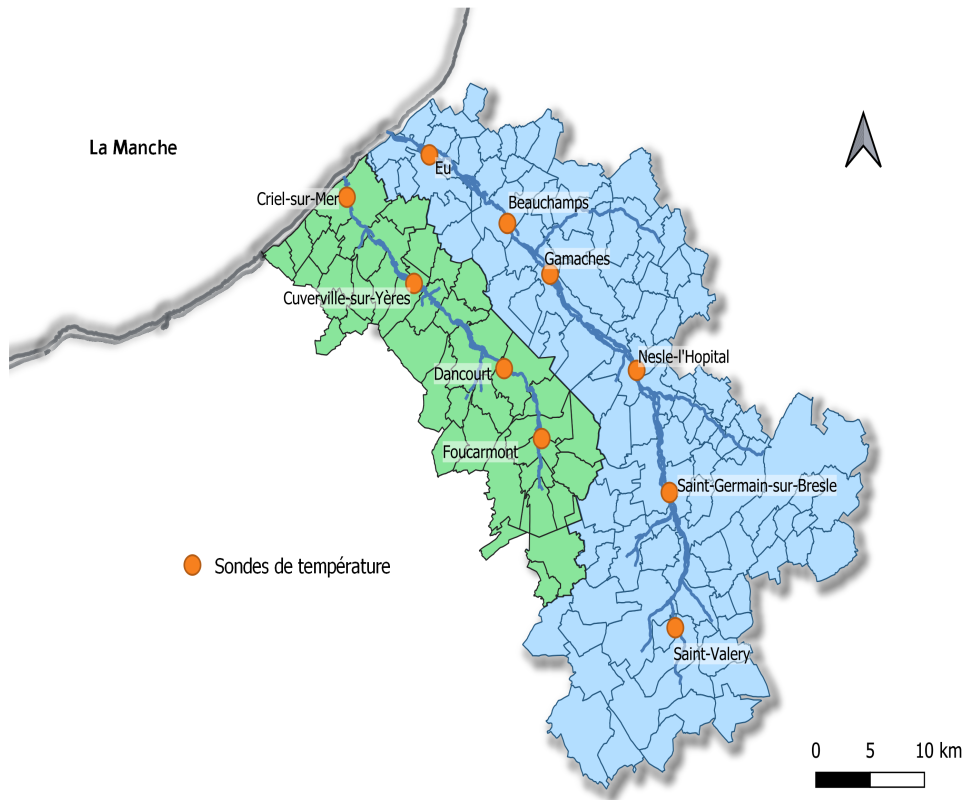 La Manche
Eu
Criel-sur-Mer
Beauchamps
Gamaches
Cuverville-sur-Yères
Nesle-l'Hopital
Dancourt
Foucarmont
Saint-Germain-sur-Bresle
Sondes de température
Saint-Valery
0 5 10 km